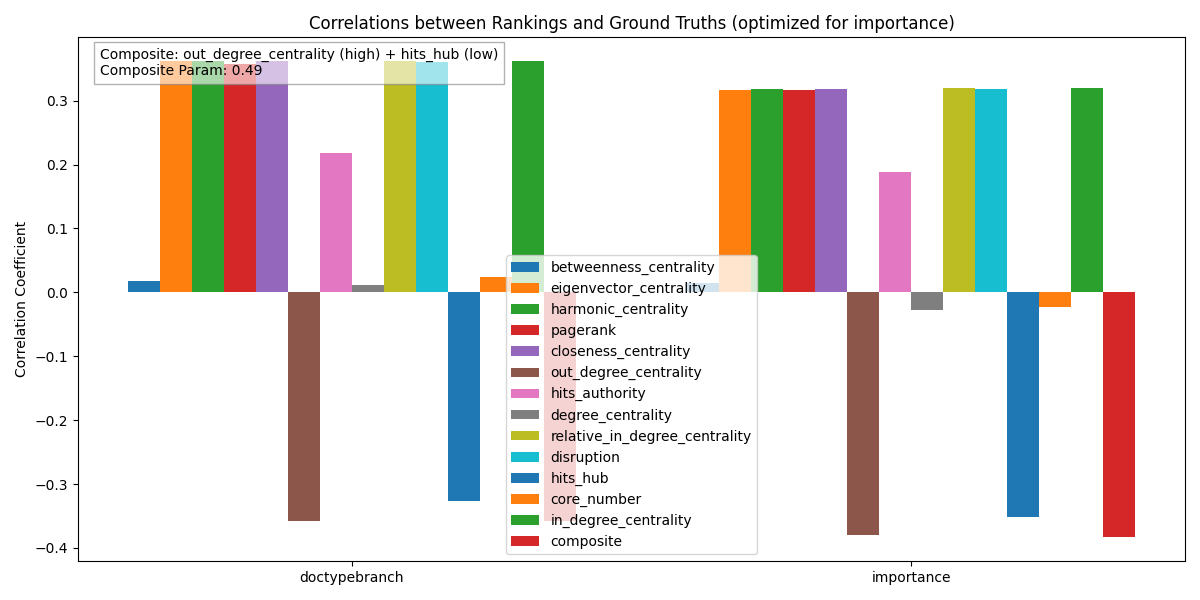 Correlations between Rankings and Ground Truths (optimized for importance)
Composite: out_degree_centrality (high) + hits_hub (low)
Composite Param: 0.49
Correlation Coefficient
0.3
0.2
0.1
0.0
−0.1
−0.2
−0.3
−0.4
betweenness_centrality
eigenvector_centrality
harmonic_centrality
pagerank
closeness_centrality
out_degree_centrality
hits_authority
degree_centrality
relative_in_degree_centrality
disruption
hits_hub
core_number
in_degree_centrality
composite
doctypebranch
importance